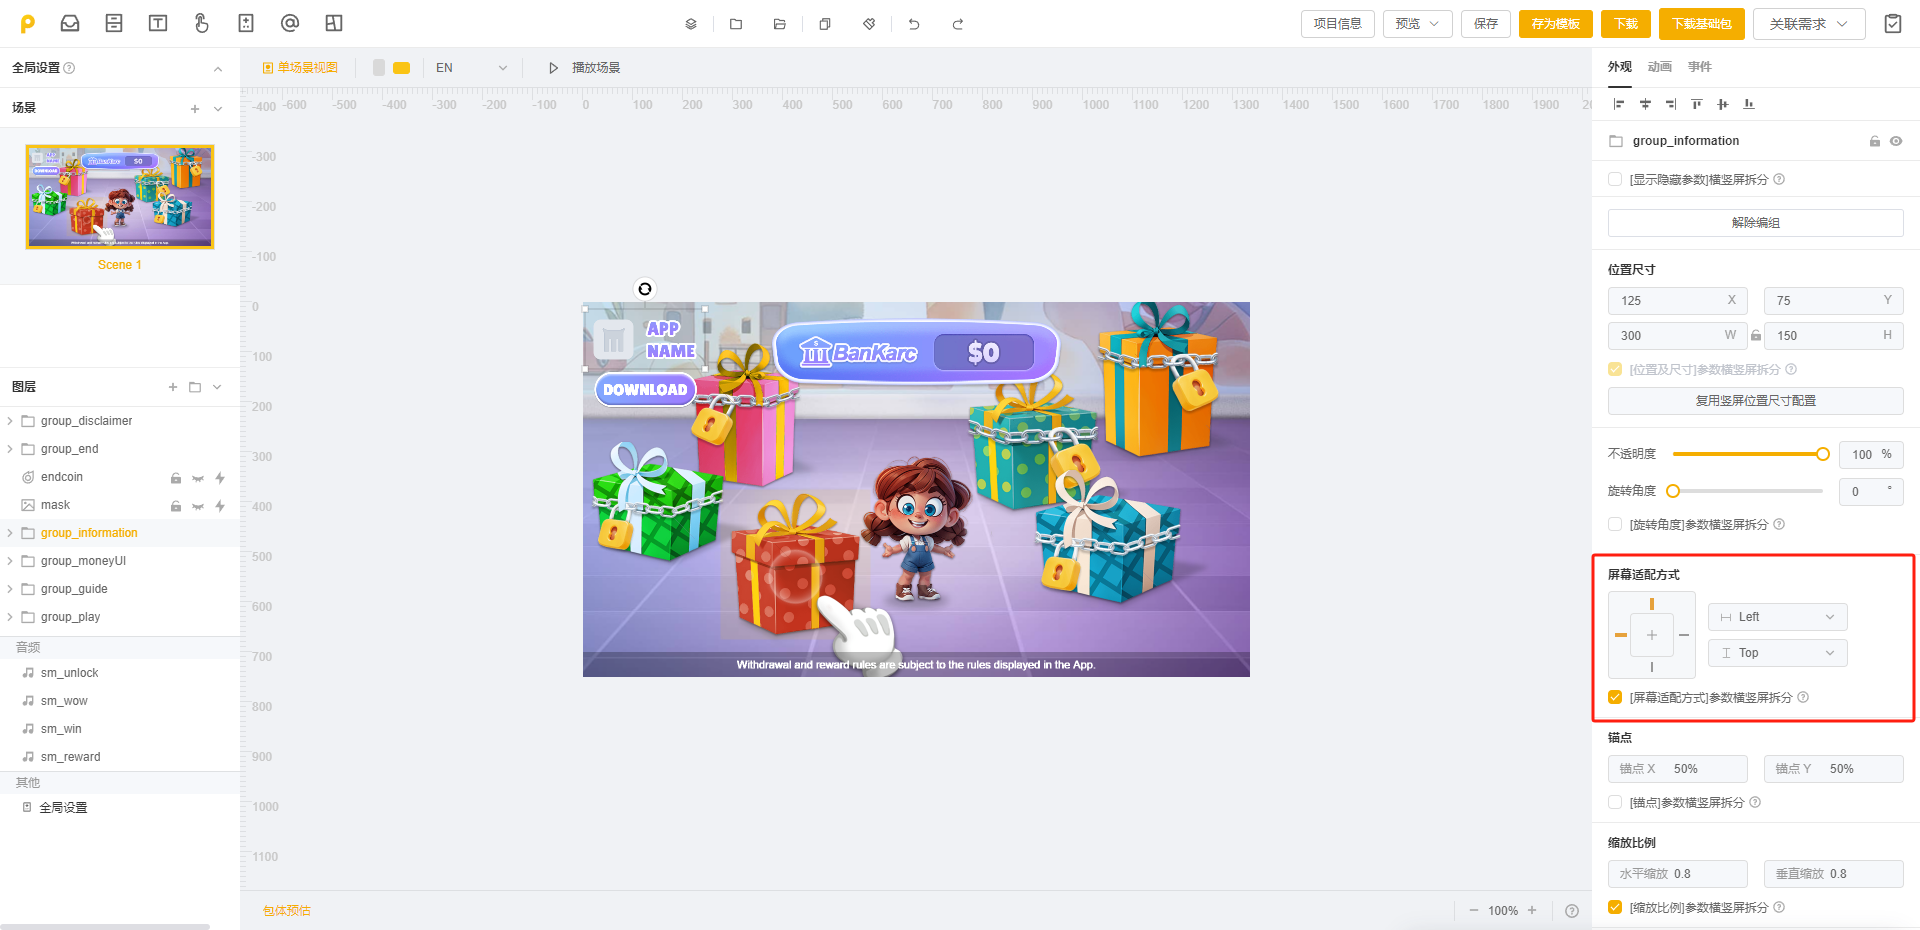 项目信息
预览
保存
存为模板
下载
下载基础包
关联需求
全局设置
单场景视图
EN
播放场景
外观 动画 事件
场景
-400 -600 -500 -400 -300 -200 -100 0 100 200 300 400 500 600 700 800 900 1000 1100 1200 1300 1400 1500 1600 1700 1800 1900
-300
-200
-100
0
100
200
300
400
500
600
700
800
900
1000
1100
Scene 1
图层
group_disclaimer
group_end
endcoin
mask
group_information
group_moneyUI
group_guide
group_play
音频
sm_unlock
sm_wow
sm_win
sm_reward
其他
全局设置
APP
NAME
DOWNLOAD
BanKarc
$0
Withdrawal and reward rules are subject to the rules displayed in the App.
包体预估
100%
group_information
[显示隐藏参数]横竖屏拆分
解除编组
位置尺寸
125 X 75 Y
300 W 150 H
[位置及尺寸]参数横竖屏拆分
复用竖屏位置尺寸配置
不透明度 100 %
旋转角度 0 °
[旋转角度]参数横竖屏拆分
屏幕适配方式
Left
Top
[屏幕适配方式]参数横竖屏拆分
锚点
锚点 X 50% 锚点 Y 50%
[锚点]参数横竖屏拆分
缩放比例
水平缩放 0.8 垂直缩放 0.8
[缩放比例]参数横竖屏拆分